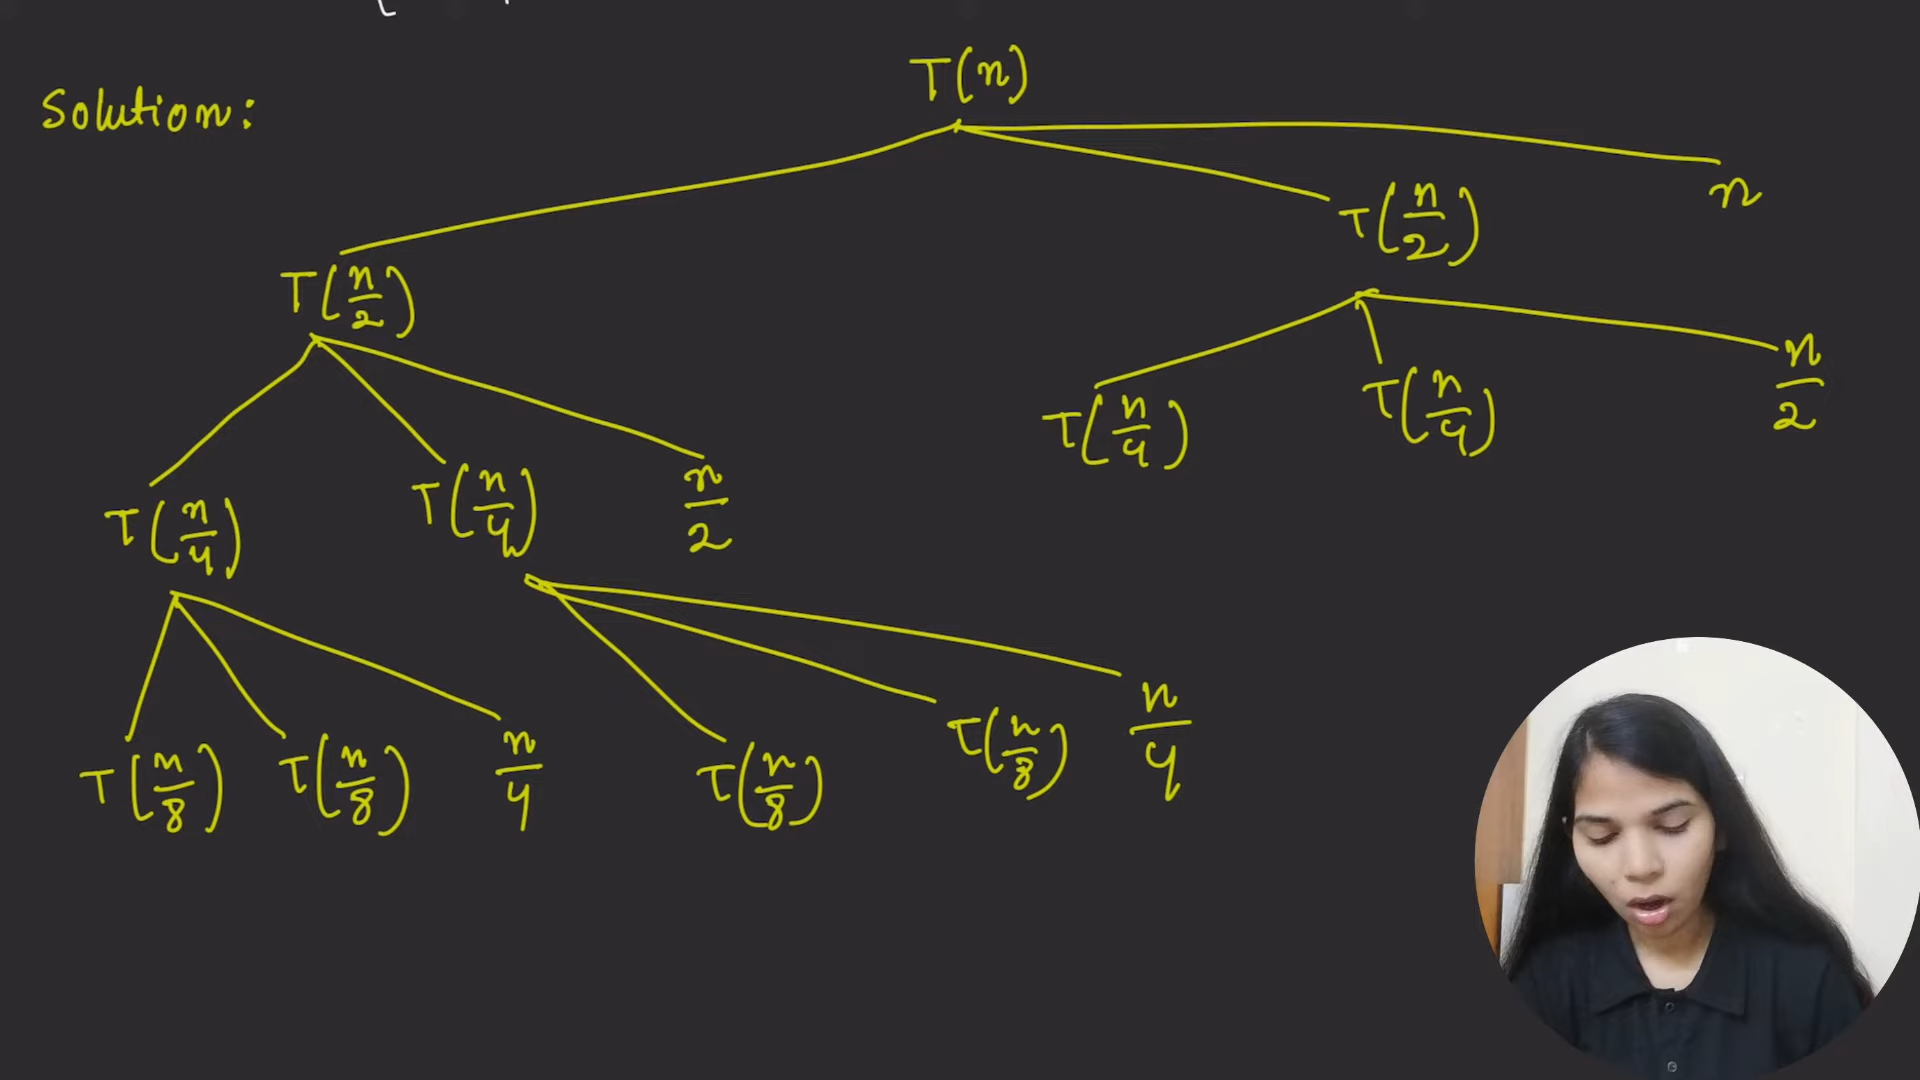 Solution:
T(n)
T(n/2) T(n/2) n
T(n/4) T(n/4) n/2 T(n/4) T(n/4) n/2
T(n/8) T(n/8) n/4 T(n/8) T(n/8) n/4